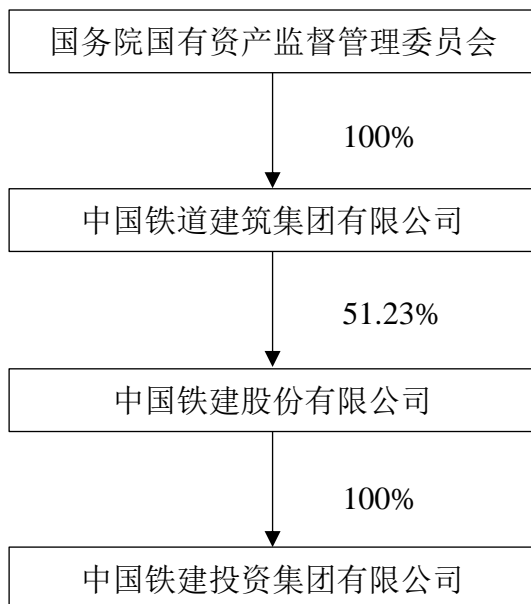 国务院国有资产监督管理委员会
100%
中国铁道建筑集团有限公司
51.23%
中国铁建股份有限公司
100%
中国铁建投资集团有限公司